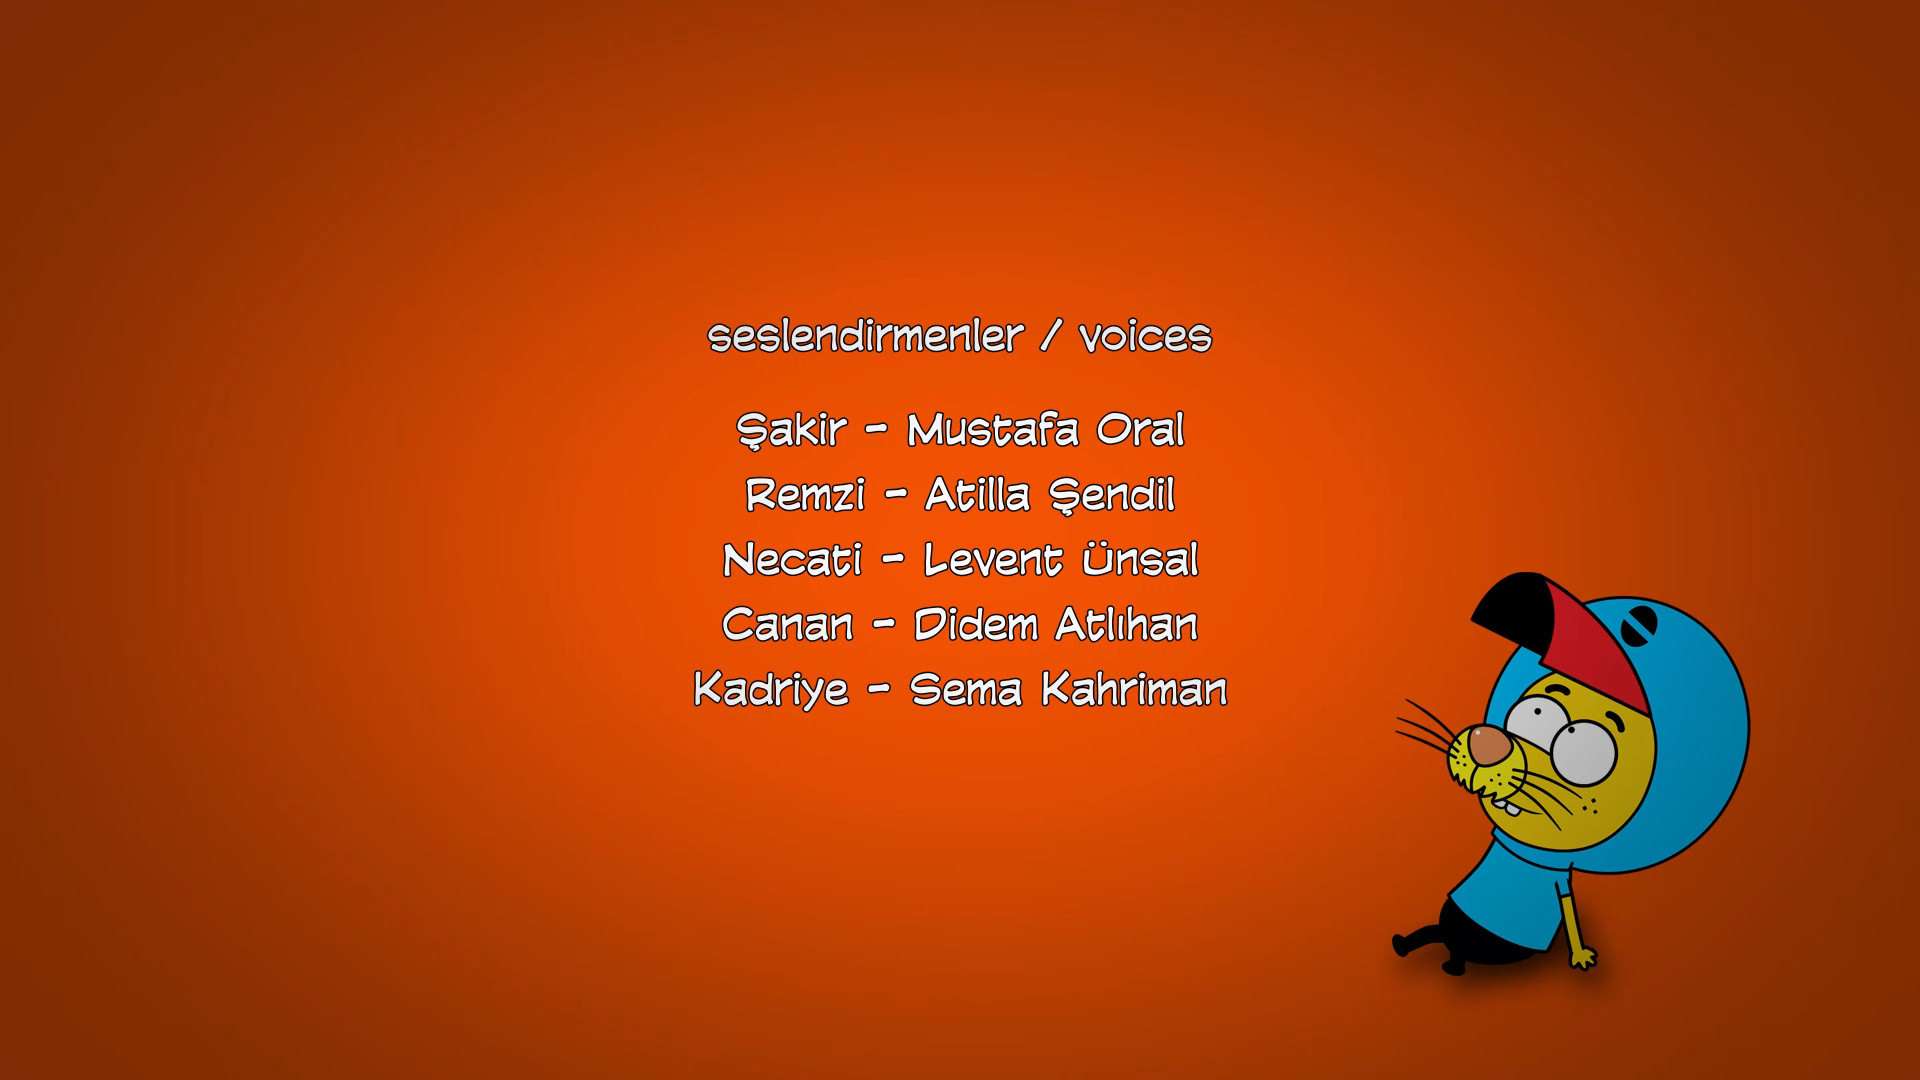 seslendirmenler / voices
Şakir - Mustafa Oral
Remzi - Atilla Şendil
Necati - Levent Ünsal
Canan - Didem Atlıhan
Kadriye - Sema Kahriman